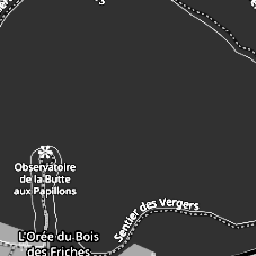 Observatoire
de la Butte
aux Papillons
Sentier des Vergers
L'Orée du Bois
des Friches